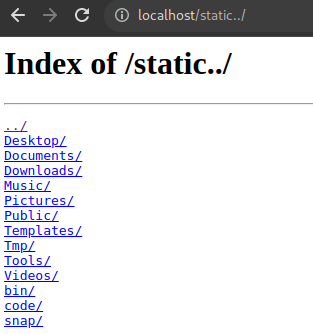 localhost/static../
Index of /static../
../
Desktop/
Documents/
Downloads/
Music/
Pictures/
Public/
Templates/
Tmp/
Tools/
Videos/
bin/
code/
snap/